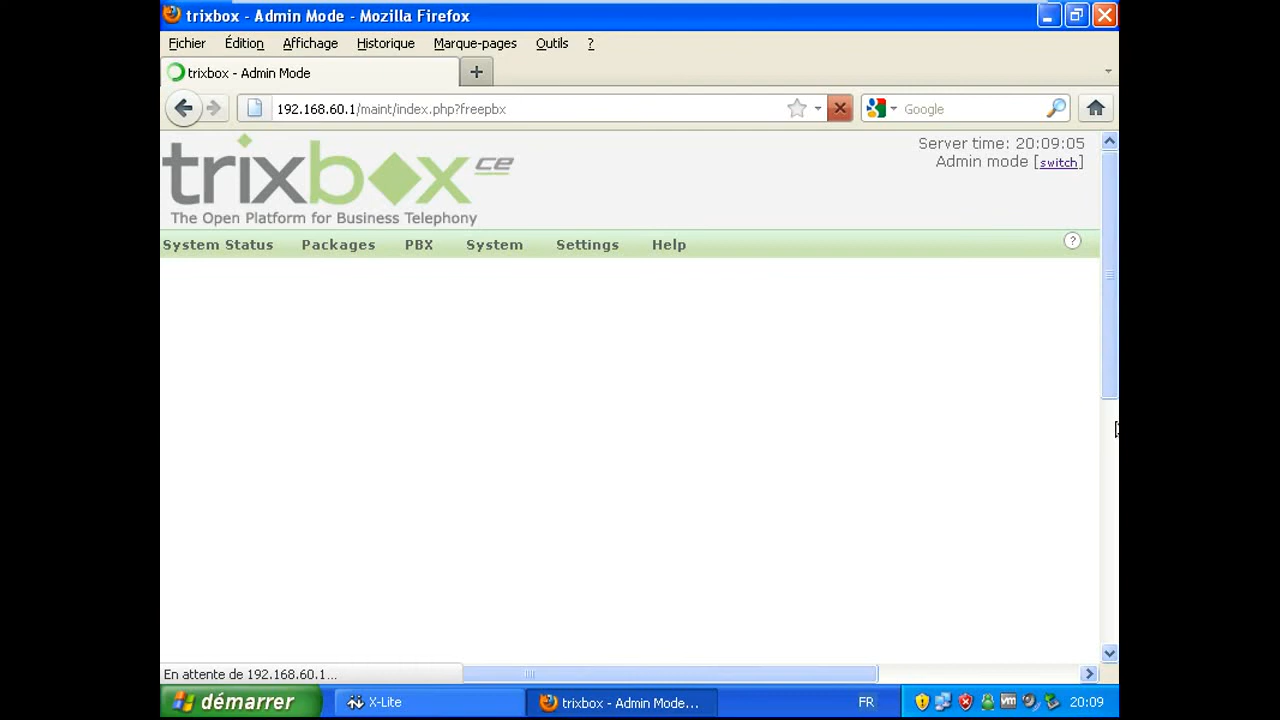 trixbox - Admin Mode - Mozilla Firefox
Fichier Édition Affichage Historique Marque-pages Outils ?
trixbox - Admin Mode
192.168.60.1/maint/index.php?freepbx
Google
Server time: 20:09:05
Admin mode [switch]
trixbox ce
The Open Platform for Business Telephony
System Status Packages PBX System Settings Help ?
En attente de 192.168.60.1...
démarrer X-Lite trixbox - Admin Mode... FR 20:09